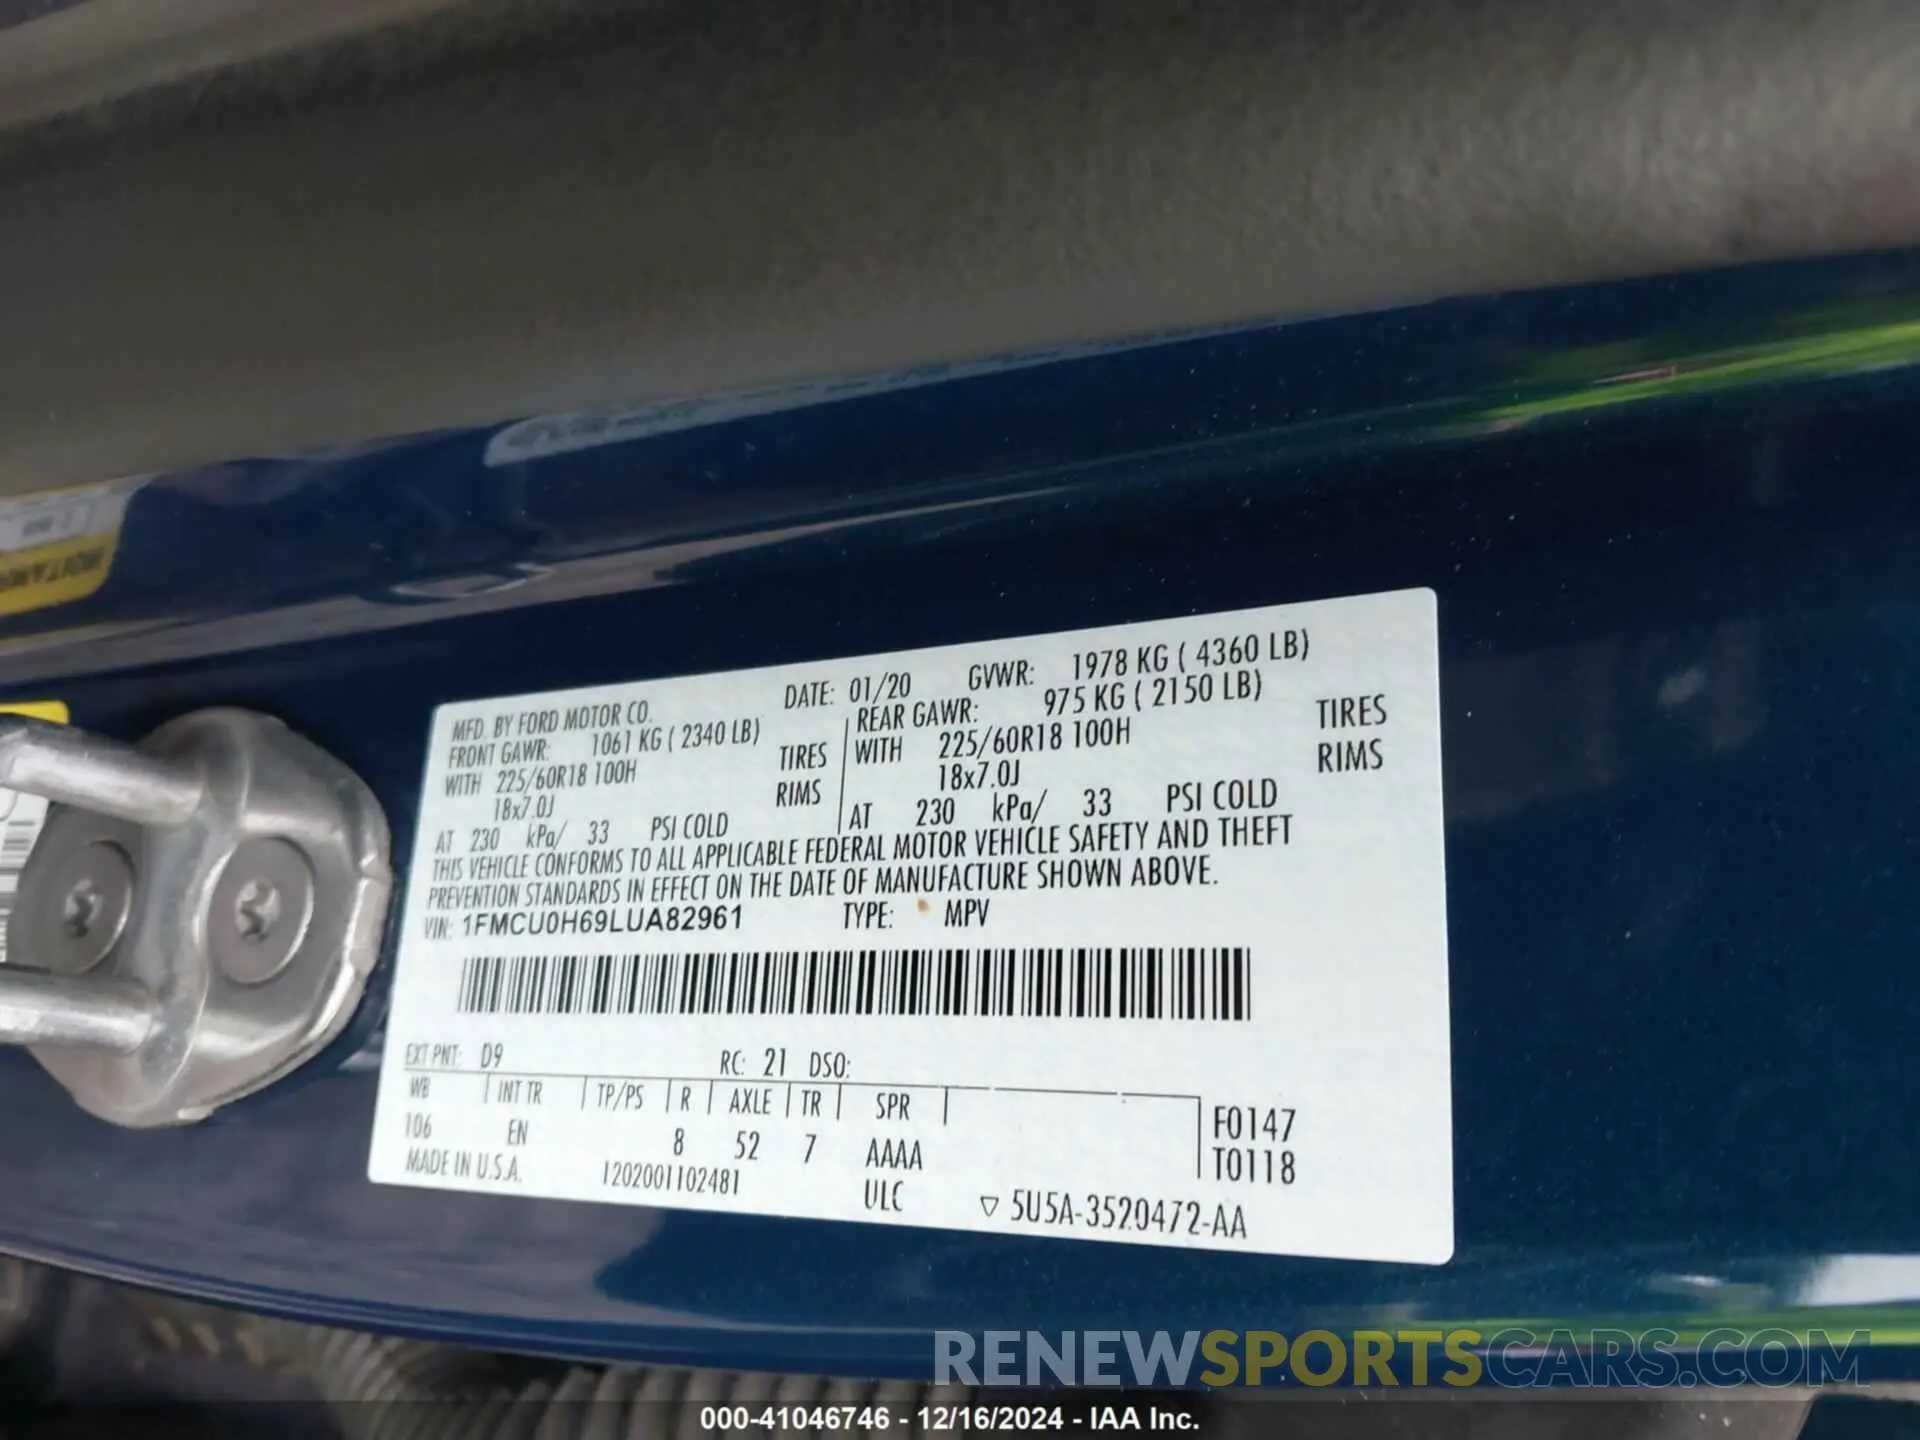 MFD. BY FORD MOTOR CO. DATE: 01/20 GVWR: 1978 KG ( 4360 LB)
FRONT GAWR: 1061 KG ( 2340 LB) REAR GAWR: 975 KG ( 2150 LB)
WITH 225/60R18 100H TIRES WITH 225/60R18 100H TIRES
18x7.0J RIMS 18x7.0J RIMS
AT 230 kPa/ 33 PSI COLD AT 230 kPa/ 33 PSI COLD
THIS VEHICLE CONFORMS TO ALL APPLICABLE FEDERAL MOTOR VEHICLE SAFETY AND THEFT
PREVENTION STANDARDS IN EFFECT ON THE DATE OF MANUFACTURE SHOWN ABOVE.
VIN: 1FMCU0H69LUA82961 TYPE: MPV
EXT PNT: D9 RC: 21 DSO:
WB INT TR TP/PS R AXLE TR SPR F0147
106 EN 8 52 7 AAAA T0118
MADE IN U.S.A. 1202001102481 ULC ▽ 5U5A-3520472-AA
RENEWSPORTSCARS.COM
000-41046746 - 12/16/2024 - IAA Inc.